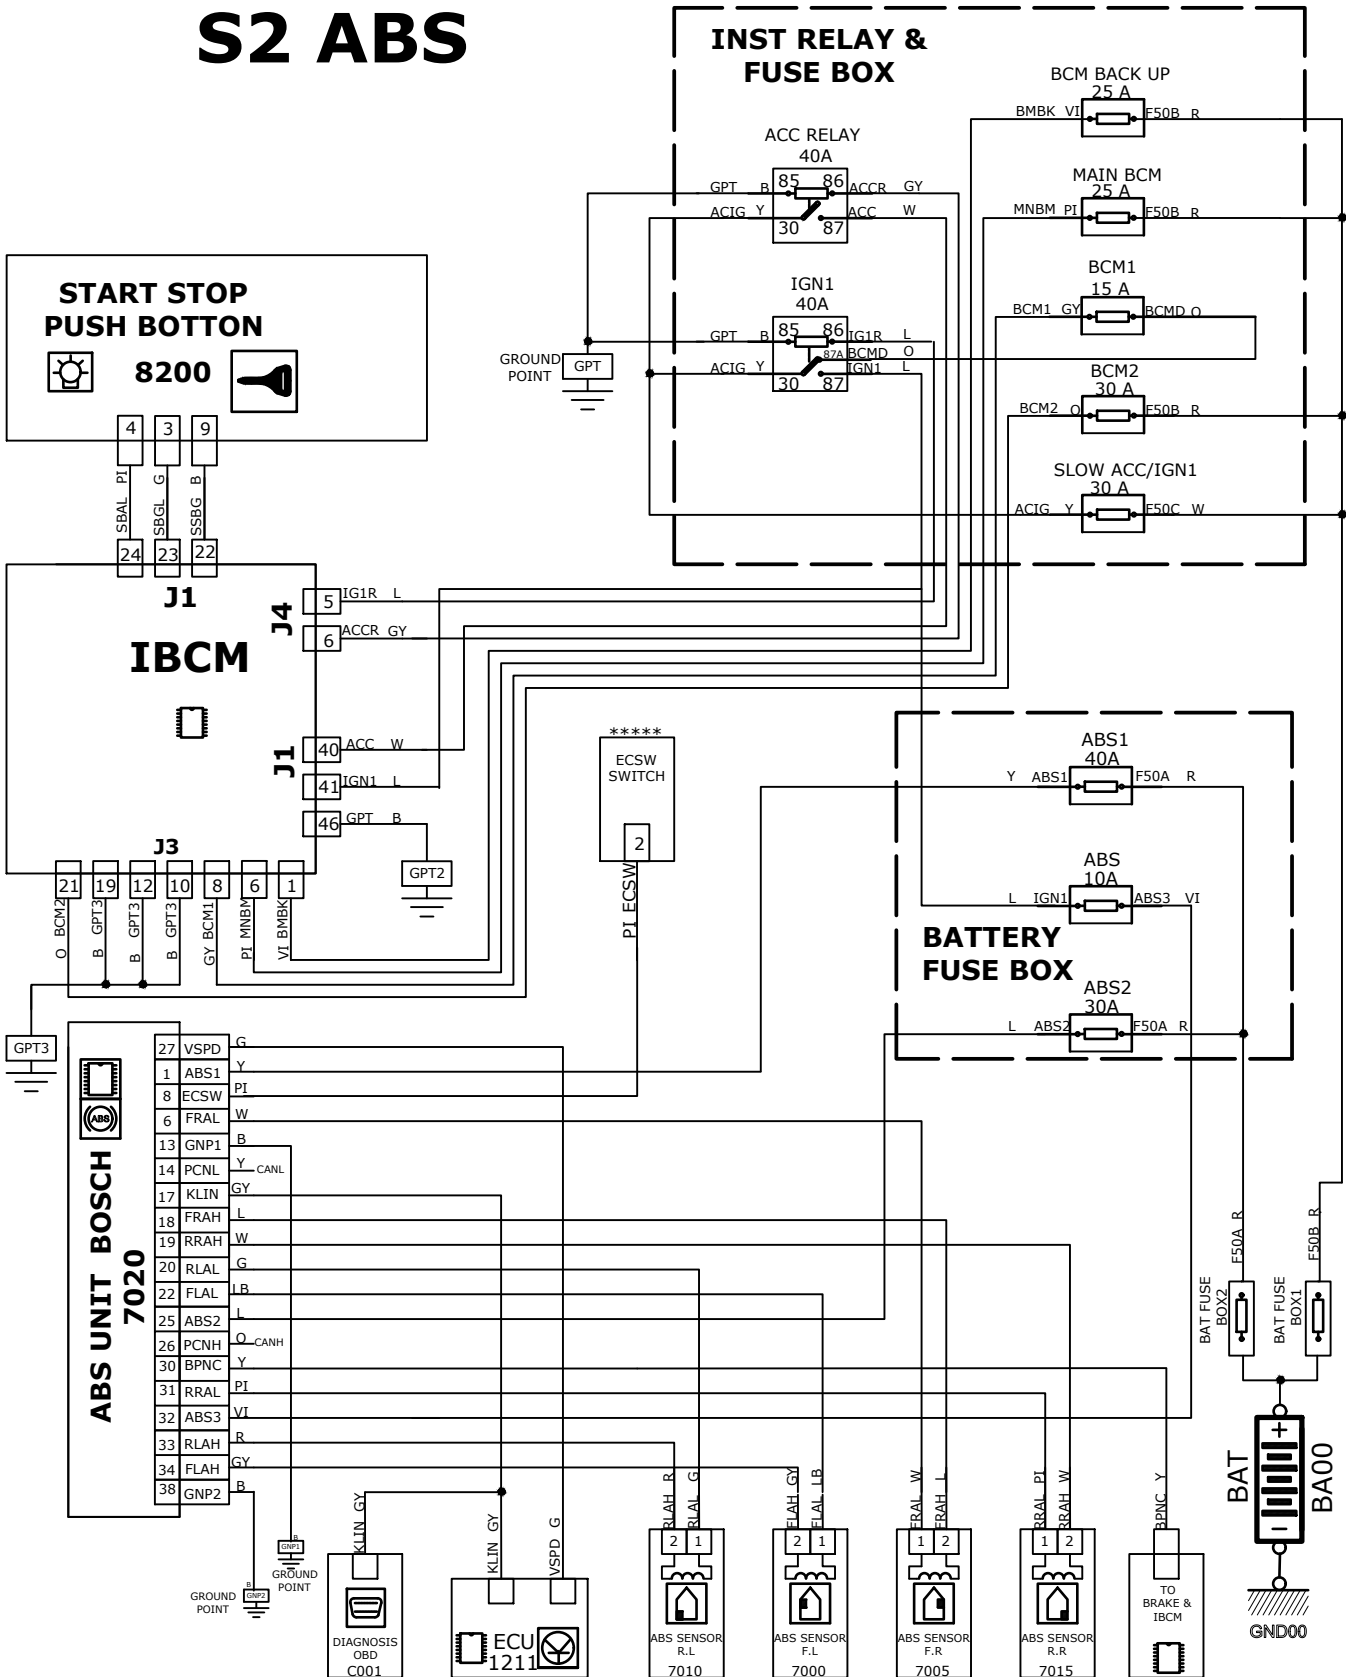 S2 ABS
INST RELAY &
FUSE BOX
BCM BACK UP
25 A
BMBK VI
F50B R
ACC RELAY
40A
85 86
GPT B
ACCR GY
ACIG Y
ACC W
30 87
MAIN BCM
25 A
MNBM PI
F50B R
IGN1
40A
85 86
GPT B
IG1R L
87A
BCMD O
ACIG Y
IGN1 L
30 87
GROUND
POINT
GPT
BCM1
15 A
BCM1 GY
BCMD O
BCM2
30 A
BCM2 O
F50B R
SLOW ACC/IGN1
30 A
ACIG Y
F50C W
START STOP
PUSH BOTTON
8200
4 3 9
SBAL PI
SBGL G
SSBG B
24 23 22
J1
IBCM
J4
5 IG1R L
6 ACCR GY
J1
40 ACC W
41 IGN1 L
46 GPT B
GPT2
J3
21 19 12 10 8 6 1
O BCM2
B GPT3
B GPT3
B GPT3
GY BCM1
PI MNBM
VI BMBK
GPT3
*****
ECSW
SWITCH
2
PI ECSW
ABS1
40A
Y ABS1
F50A R
ABS
10A
L IGN1
ABS3 VI
BATTERY
FUSE BOX
ABS2
30A
L ABS2
F50A R
ABS UNIT BOSCH
7020
ABS
27 VSPD G
1 ABS1 Y
8 ECSW PI
6 FRAL W
13 GNP1 B
14 PCNL Y CANL
17 KLIN GY
18 FRAH L
19 RRAH W
20 RLAL G
22 FLAL LB
25 ABS2 L
26 PCNH O CANH
30 BPNC Y
31 RRAL PI
32 ABS3 VI
33 RLAH R
34 FLAH GY
38 GNP2 B
F50A R
F50B R
BAT FUSE
BOX2
BAT FUSE
BOX1
+
BAT
BA00
−
GND00
B
GNP1
GROUND
POINT
B
GNP2
GROUND
POINT
KLIN GY
DIAGNOSIS
OBD
C001
KLIN GY
VSPD G
ECU
1211
RLAH R
RLAL G
2 1
ABS SENSOR
R.L
7010
FLAH GY
FLAL LB
2 1
ABS SENSOR
F.L
7000
FRAL W
FRAH L
1 2
ABS SENSOR
F.R
7005
RRAL PI
RRAH W
1 2
ABS SENSOR
R.R
7015
BPNC Y
TO
BRAKE &
IBCM